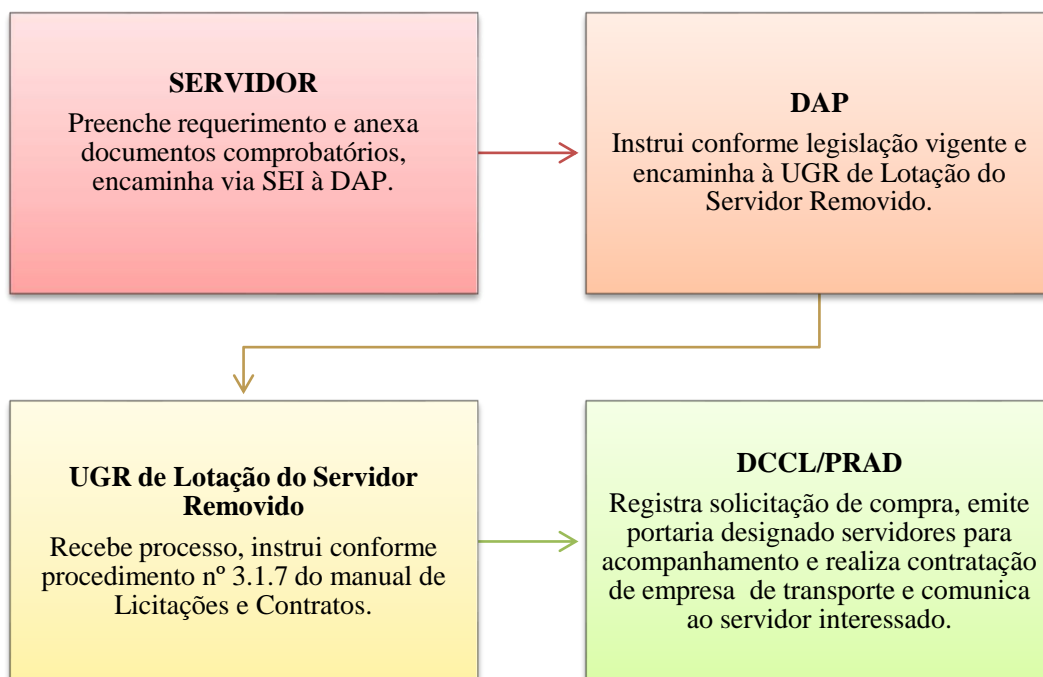 SERVIDOR
Preenche requerimento e anexa
documentos comprobatórios,
encaminha via SEI à DAP.
DAP
Instrui conforme legislação vigente e
encaminha à UGR de Lotação do
Servidor Removido.
UGR de Lotação do Servidor
Removido
Recebe processo, instrui conforme
procedimento nº 3.1.7 do manual de
Licitações e Contratos.
DCCL/PRAD
Registra solicitação de compra, emite
portaria designado servidores para
acompanhamento e realiza contratação
de empresa de transporte e comunica
ao servidor interessado.